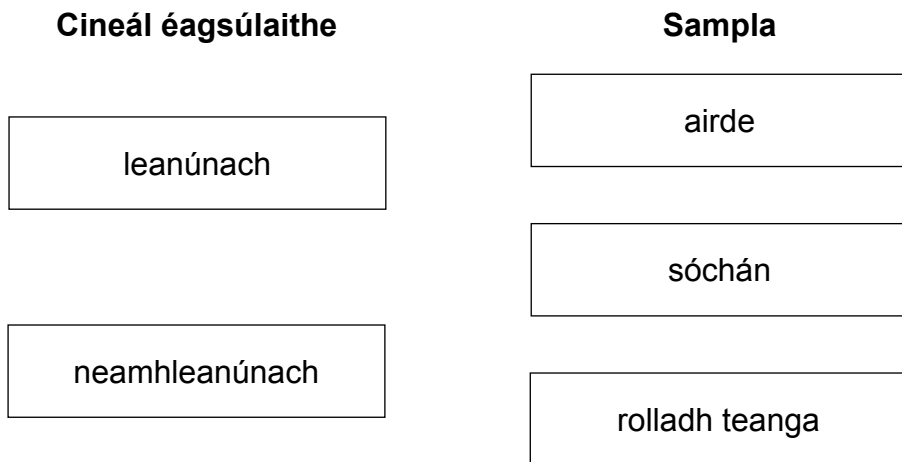 Cineál éagsúlaithe
Sampla
airde
leanúnach
sóchán
neamhleanúnach
rolladh teanga